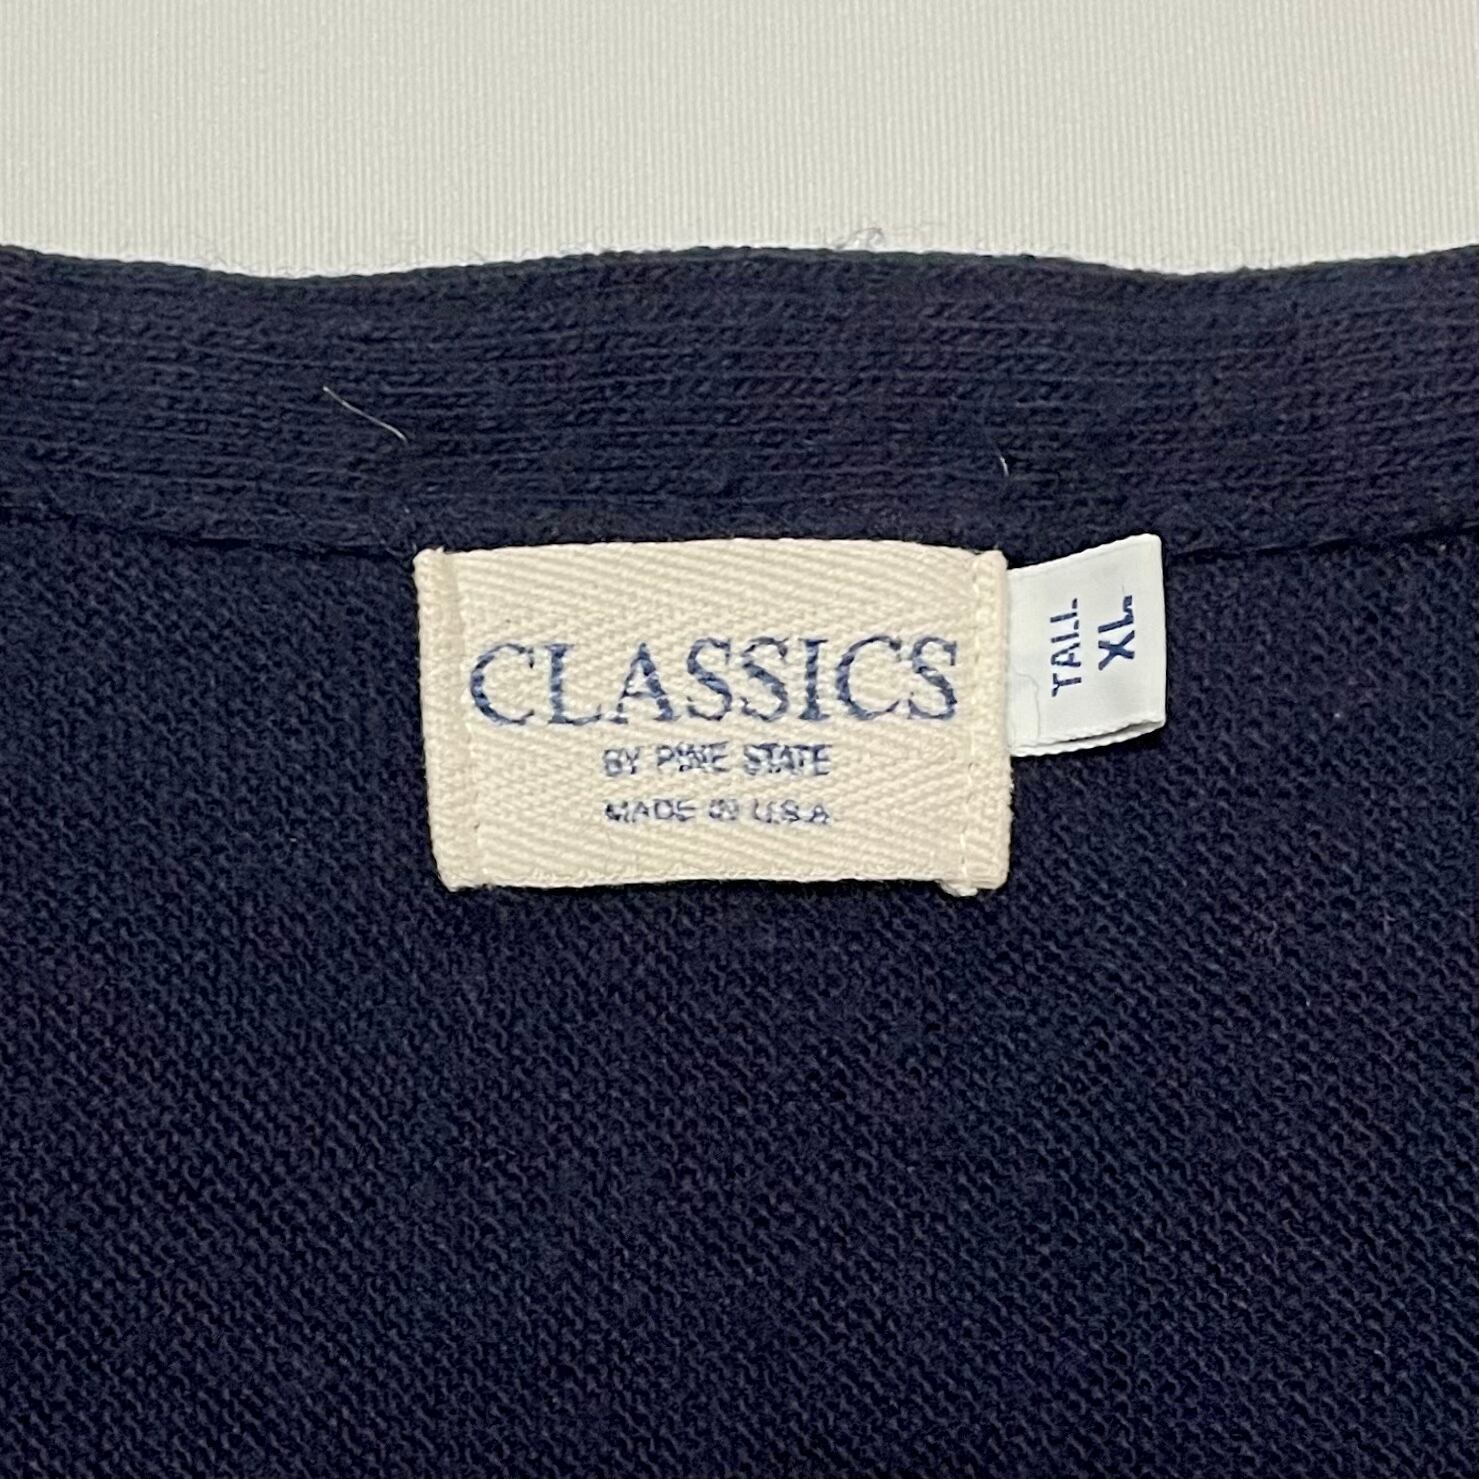 CLASSICS
BY PINE STATE
MADE IN U.S.A
TALL
XL